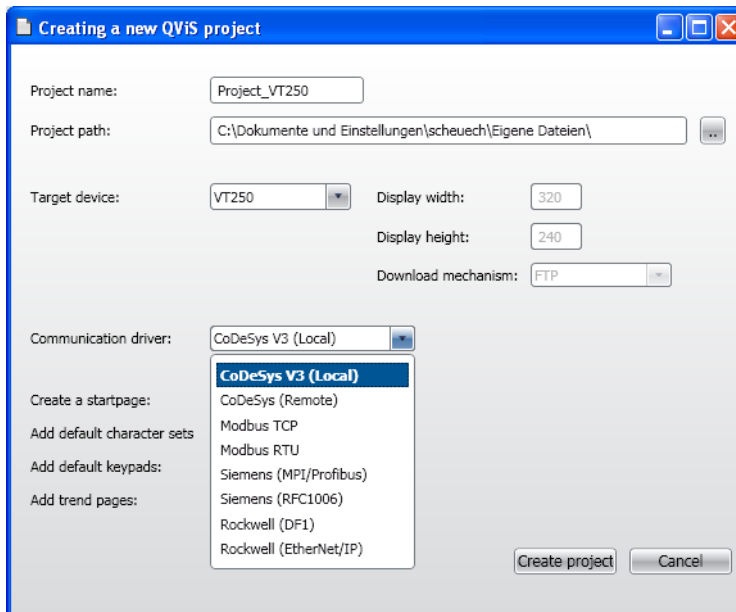 Creating a new QViS project
Project name: Project_VT250
Project path: C:\Dokumente und Einstellungen\scheuech\Eigene Dateien\ ..
Target device: VT250 Display width: 320
Display height: 240
Download mechanism: FTP
Communication driver: CoDeSys V3 (Local)
CoDeSys V3 (Local)
Create a startpage: CoDeSys (Remote)
Modbus TCP
Add default character sets
Modbus RTU
Add default keypads: Siemens (MPI/Profibus)
Add trend pages: Siemens (RFC1006)
Rockwell (DF1)
Rockwell (EtherNet/IP)
Create project Cancel